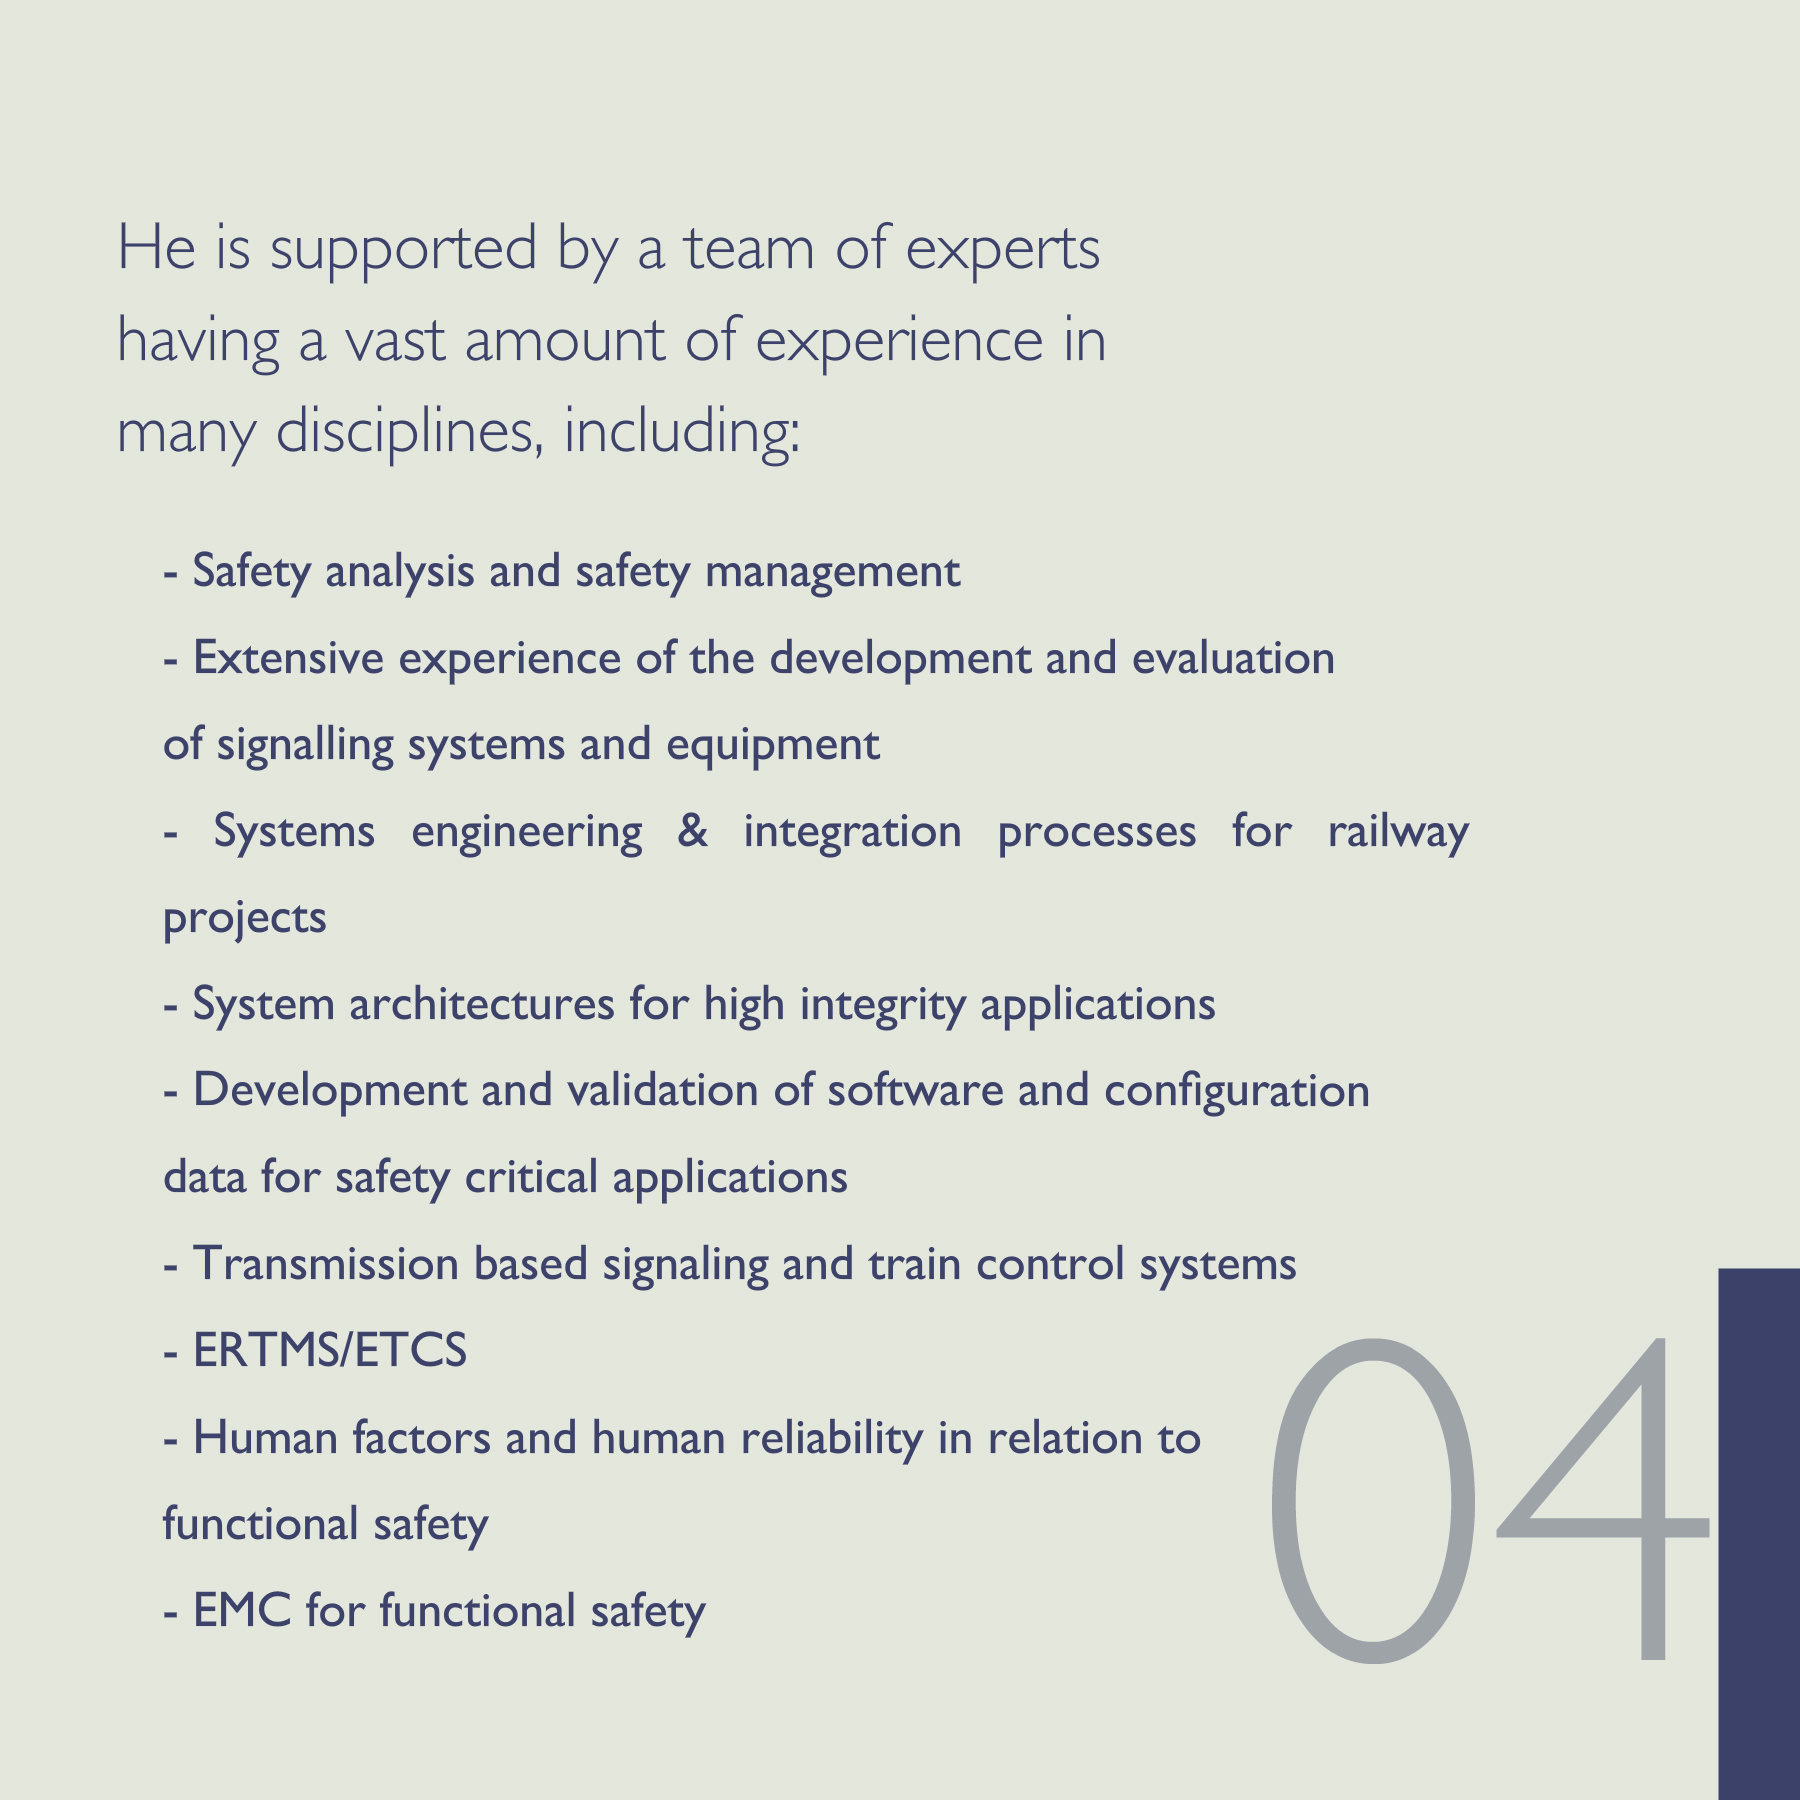 He is supported by a team of experts
having a vast amount of experience in
many disciplines, including:
- Safety analysis and safety management
- Extensive experience of the development and evaluation
of signalling systems and equipment
- Systems engineering & integration processes for railway
projects
- System architectures for high integrity applications
- Development and validation of software and configuration
data for safety critical applications
- Transmission based signaling and train control systems
- ERTMS/ETCS
- Human factors and human reliability in relation to
functional safety
- EMC for functional safety
04